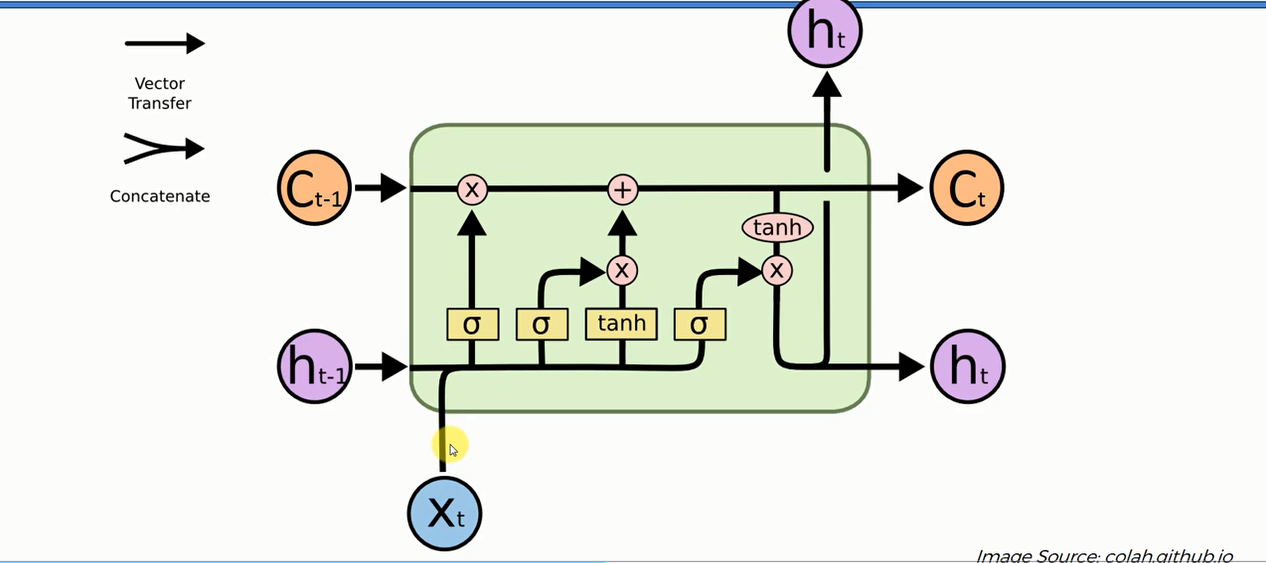 ht
Vector
Transfer
Concatenate
Ct-1
x
+
Ct
tanh
x
x
σ
σ
tanh
σ
ht-1
ht
Xt
Image Source: colah.github.io